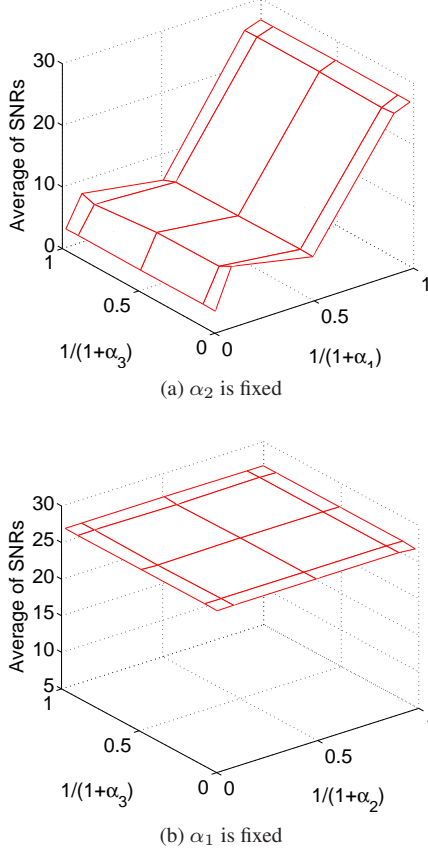 30
20
10
0
Average of SNRs
1
0.5
0
1/(1+α₃)
0
0.5
1
1/(1+α₁)
(a) α₂ is fixed
30
25
20
15
10
5
Average of SNRs
1
0.5
0
1/(1+α₃)
0
0.5
1/(1+α₂)
(b) α₁ is fixed